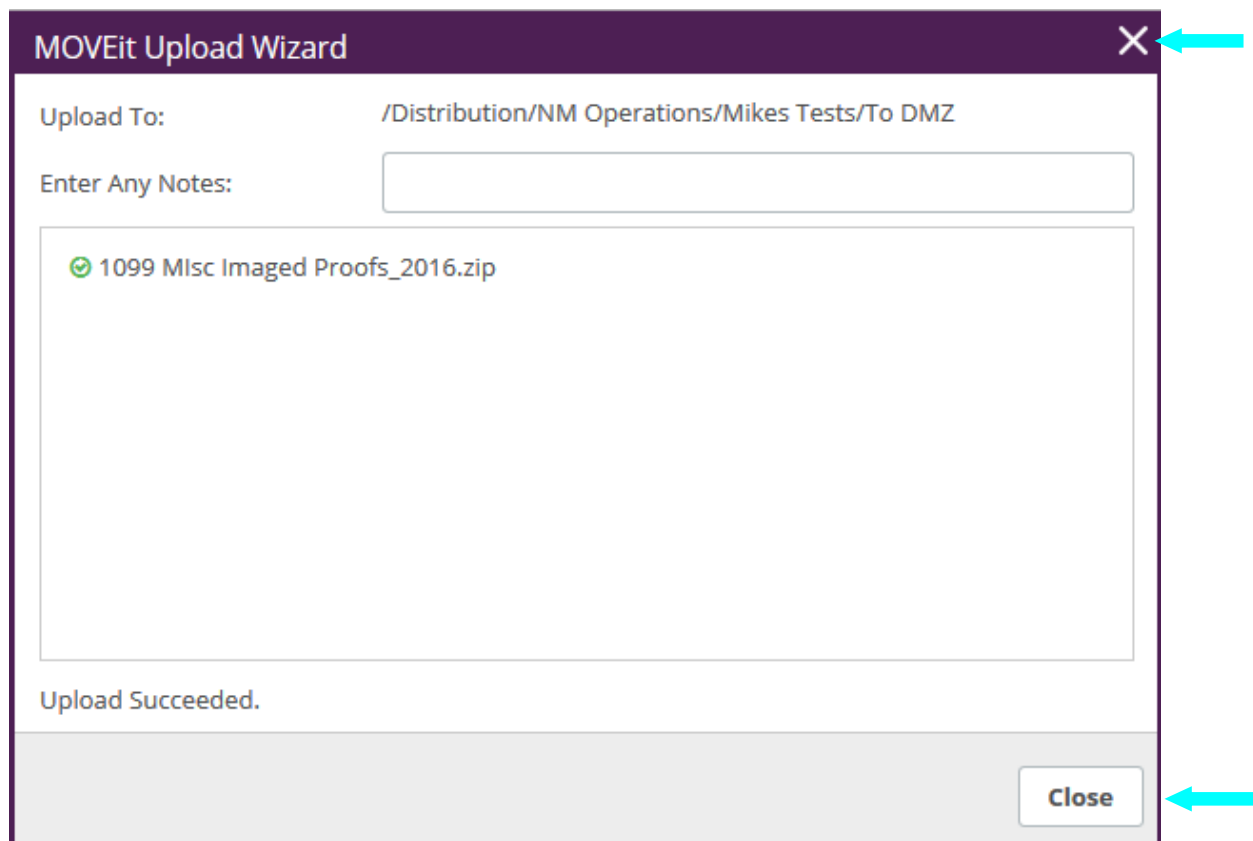 MOVEit Upload Wizard
Upload To: /Distribution/NM Operations/Mikes Tests/To DMZ
Enter Any Notes:
1099 MIsc Imaged Proofs_2016.zip
Upload Succeeded.
Close